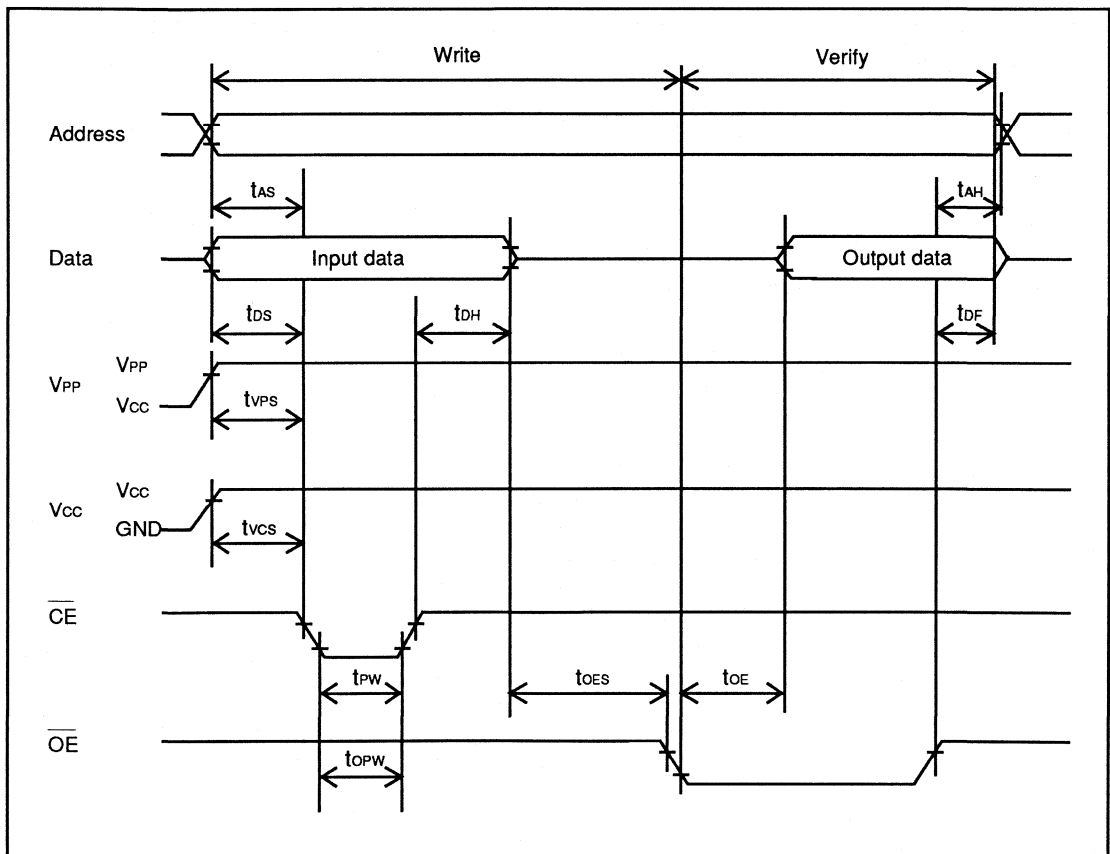 Write
Verify
Address
tAS
tAH
Data
Input data
Output data
tDS
tDH
tDF
VPP
VPP
VCC
tVPS
VCC
VCC
GND
tVCS
CE
tPW
tOES
tOE
OE
tOPW